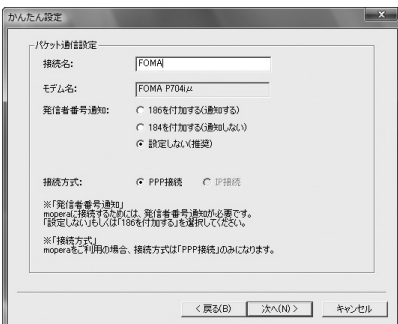 かんたん設定
パケット通信設定
接続名: FOMA
モデム名: FOMA P704iμ
発信者番号通知: 186を付加する(通知する)
184を付加する(通知しない)
設定しない(推奨)
接続方式: PPP接続 IP接続
※「発信者番号通知」
moperaに接続するためには、発信者番号通知が必要です。
「設定しない」もしくは「186を付加する」を選択してください。
※「接続方式」
moperaをご利用の場合、接続方式は「PPP接続」のみになります。
< 戻る(B) 次へ(N) > キャンセル